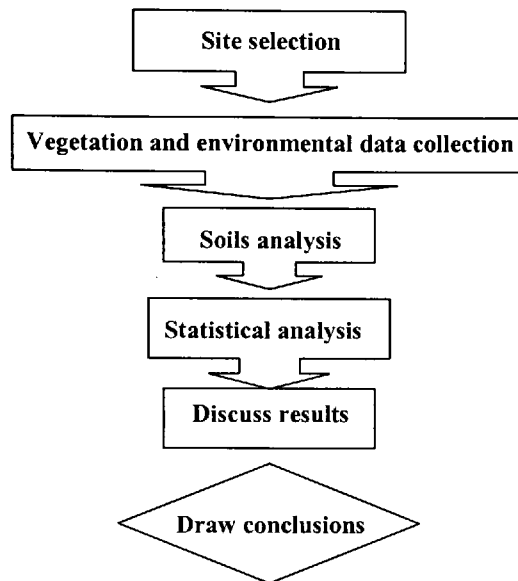 Site selection
Vegetation and environmental data collection
Soils analysis
Statistical analysis
Discuss results
Draw conclusions